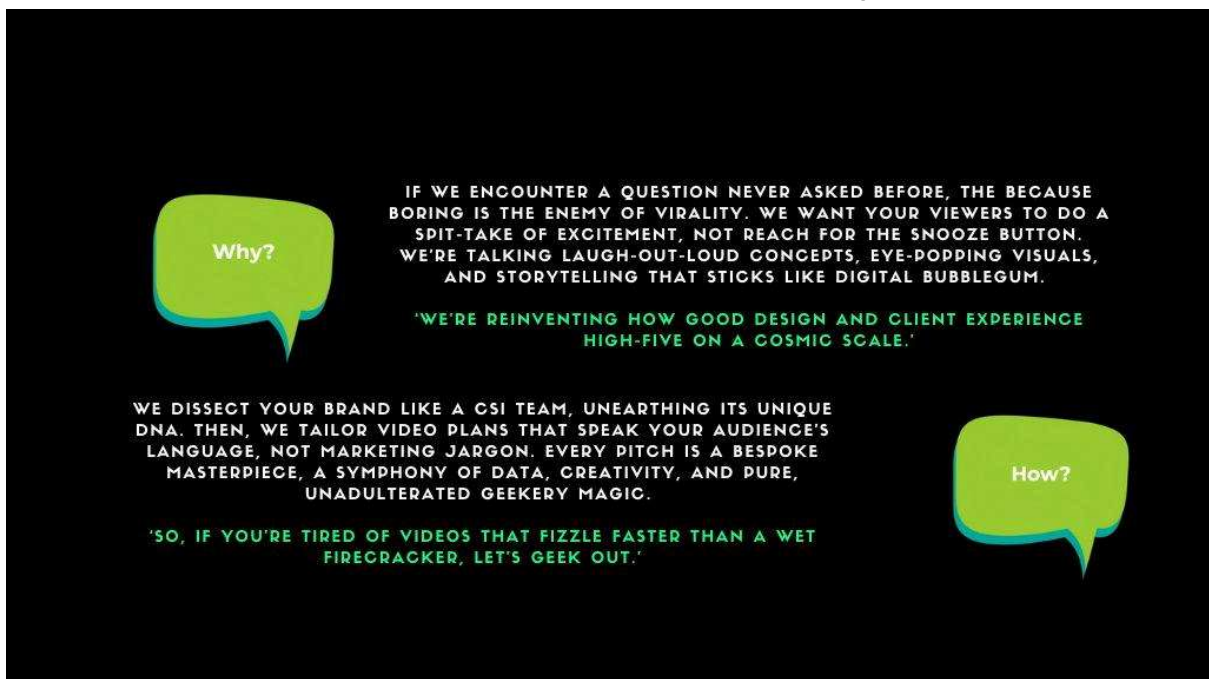 Why?
IF WE ENCOUNTER A QUESTION NEVER ASKED BEFORE, THE BECAUSE
BORING IS THE ENEMY OF VIRALITY. WE WANT YOUR VIEWERS TO DO A
SPIT-TAKE OF EXCITEMENT, NOT REACH FOR THE SNOOZE BUTTON.
WE'RE TALKING LAUGH-OUT-LOUD CONCEPTS, EYE-POPPING VISUALS,
AND STORYTELLING THAT STICKS LIKE DIGITAL BUBBLEGUM.
'WE'RE REINVENTING HOW GOOD DESIGN AND CLIENT EXPERIENCE
HIGH-FIVE ON A COSMIC SCALE.'
How?
WE DISSECT YOUR BRAND LIKE A CSI TEAM, UNEARTHING ITS UNIQUE
DNA. THEN, WE TAILOR VIDEO PLANS THAT SPEAK YOUR AUDIENCE'S
LANGUAGE, NOT MARKETING JARGON. EVERY PITCH IS A BESPOKE
MASTERPIECE, A SYMPHONY OF DATA, CREATIVITY, AND PURE,
UNADULTERATED GEEKERY MAGIC.
'SO, IF YOU'RE TIRED OF VIDEOS THAT FIZZLE FASTER THAN A WET
FIRECRACKER, LET'S GEEK OUT.'